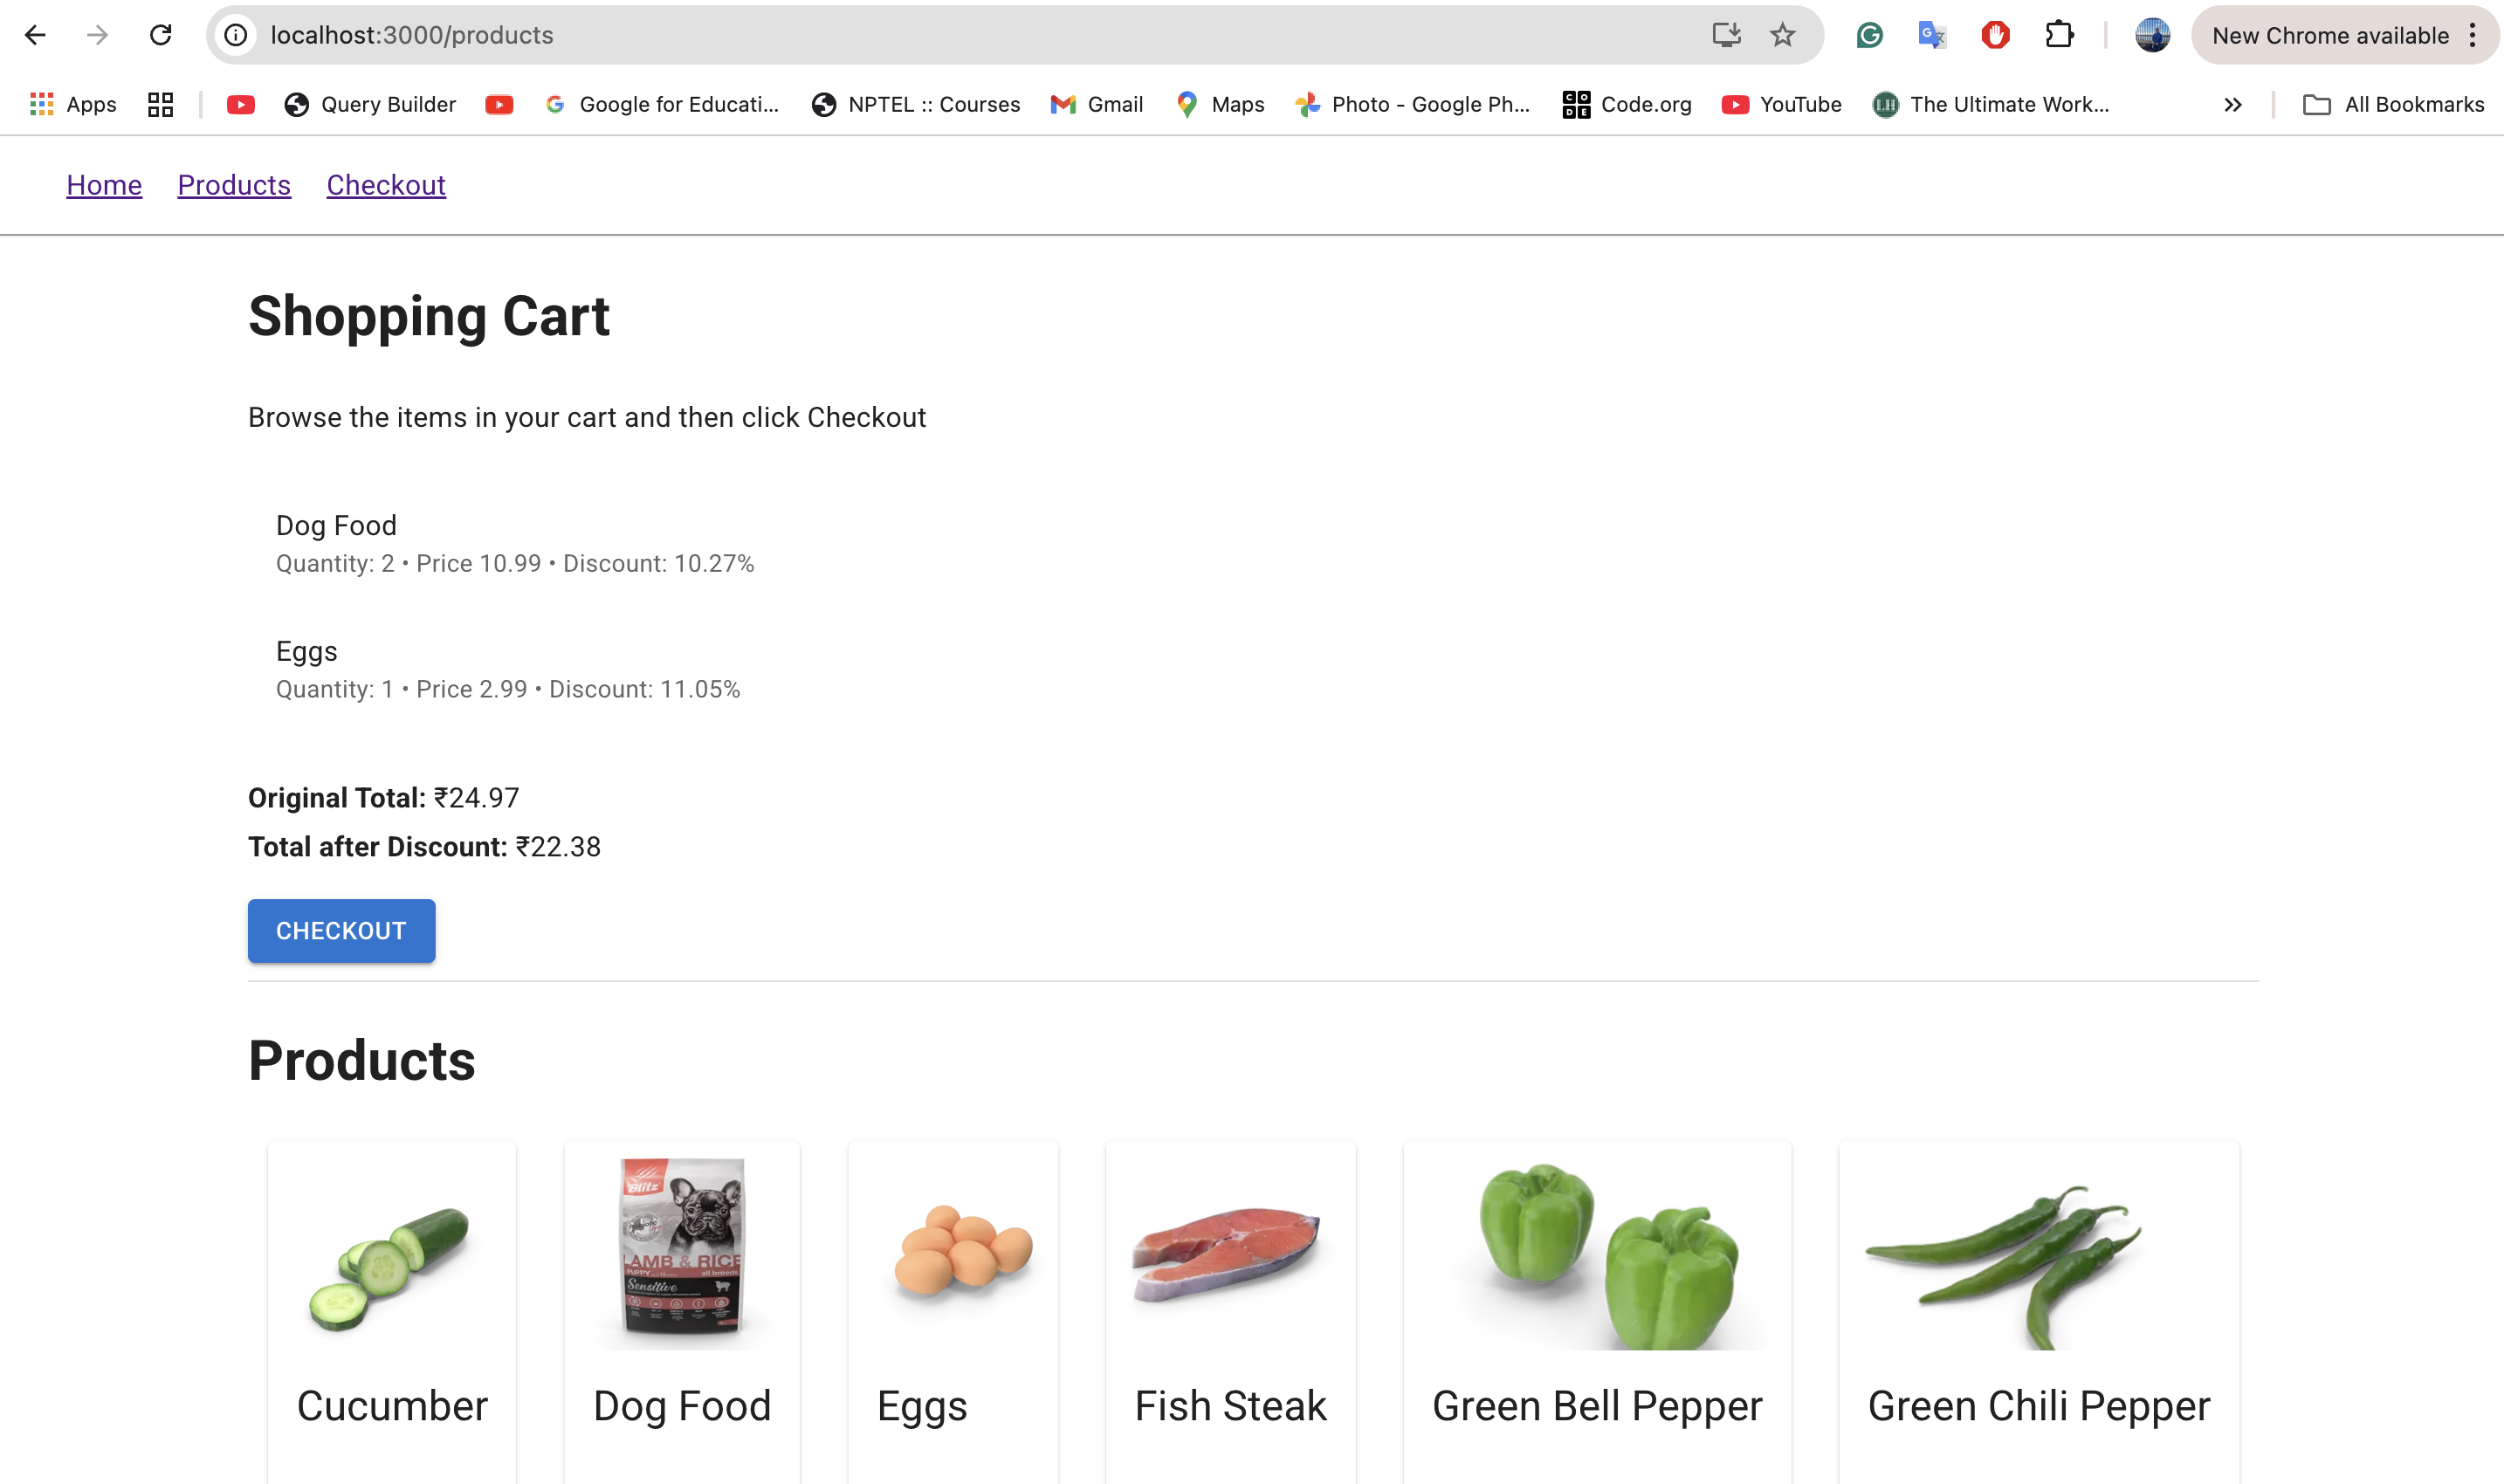 localhost:3000/products
New Chrome available
Apps
Query Builder
Google for Educati...
NPTEL :: Courses
Gmail
Maps
Photo - Google Ph...
CODE
Code.org
YouTube
LH
The Ultimate Work...
All Bookmarks
Home Products Checkout
Shopping Cart
Browse the items in your cart and then click Checkout
Dog Food
Quantity: 2 • Price 10.99 • Discount: 10.27%
Eggs
Quantity: 1 • Price 2.99 • Discount: 11.05%
Original Total: ₹24.97
Total after Discount: ₹22.38
CHECKOUT
Products
Blitz
LAMB & RICE
PUPPY
all breeds
Sensitive
Cucumber
Dog Food
Eggs
Fish Steak
Green Bell Pepper
Green Chili Pepper